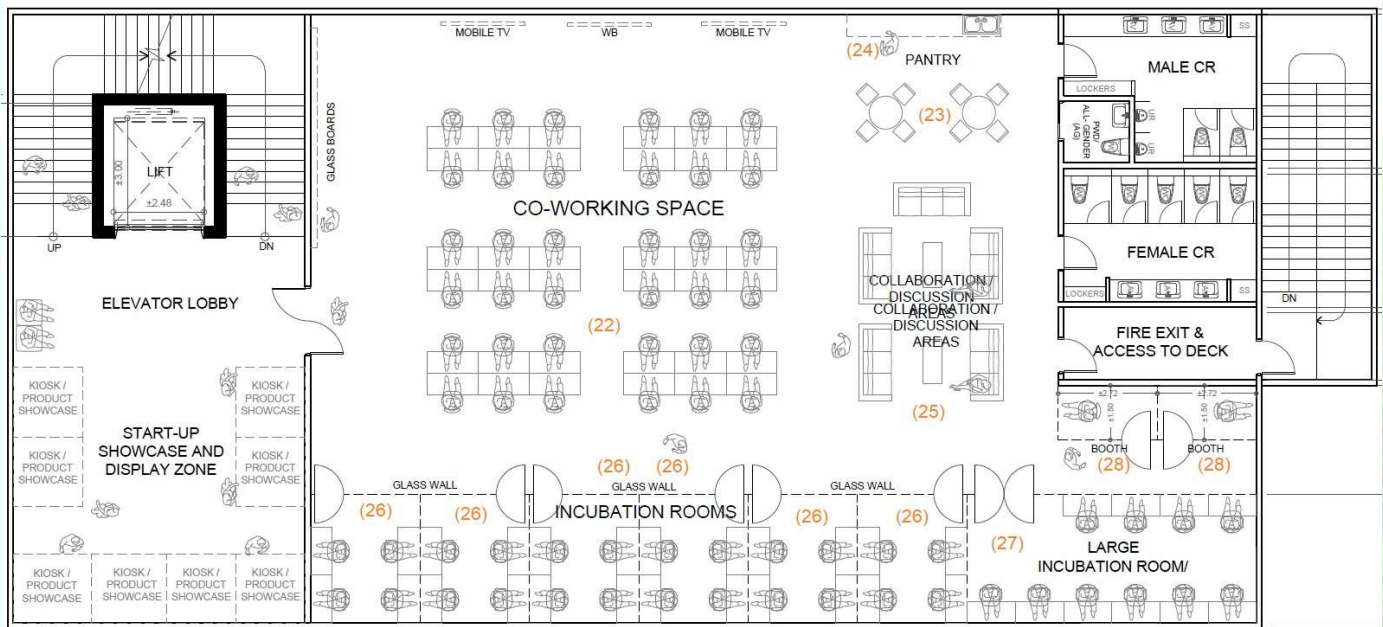 MOBILE TV
WB
MOBILE TV
(24)
PANTRY
MALE CR
SS
LOCKERS
GLASS BOARDS
(23)
PWD/
ALL- GENDER
(AG)
UR
UR
LIFT
±3.00
±2.48
UP
DN
CO-WORKING SPACE
FEMALE CR
LOCKERS
SS
DN
ELEVATOR LOBBY
COLLABORATION /
DISCUSSION
AREAS
COLLABORATION /
DISCUSSION
AREAS
(22)
(25)
FIRE EXIT &
ACCESS TO DECK
KIOSK /
PRODUCT
SHOWCASE
KIOSK /
PRODUCT
SHOWCASE
START-UP
SHOWCASE AND
DISPLAY ZONE
KIOSK /
PRODUCT
SHOWCASE
KIOSK /
PRODUCT
SHOWCASE
±2.72
±2.72
±1.50
±1.50
BOOTH
BOOTH
(28)
(28)
(26)
(26)
GLASS WALL
GLASS WALL
GLASS WALL
(26)
(26)
INCUBATION ROOMS
(26)
(26)
(27)
LARGE
INCUBATION ROOM/
KIOSK /
PRODUCT
SHOWCASE
KIOSK /
PRODUCT
SHOWCASE
KIOSK /
PRODUCT
SHOWCASE
KIOSK /
PRODUCT
SHOWCASE